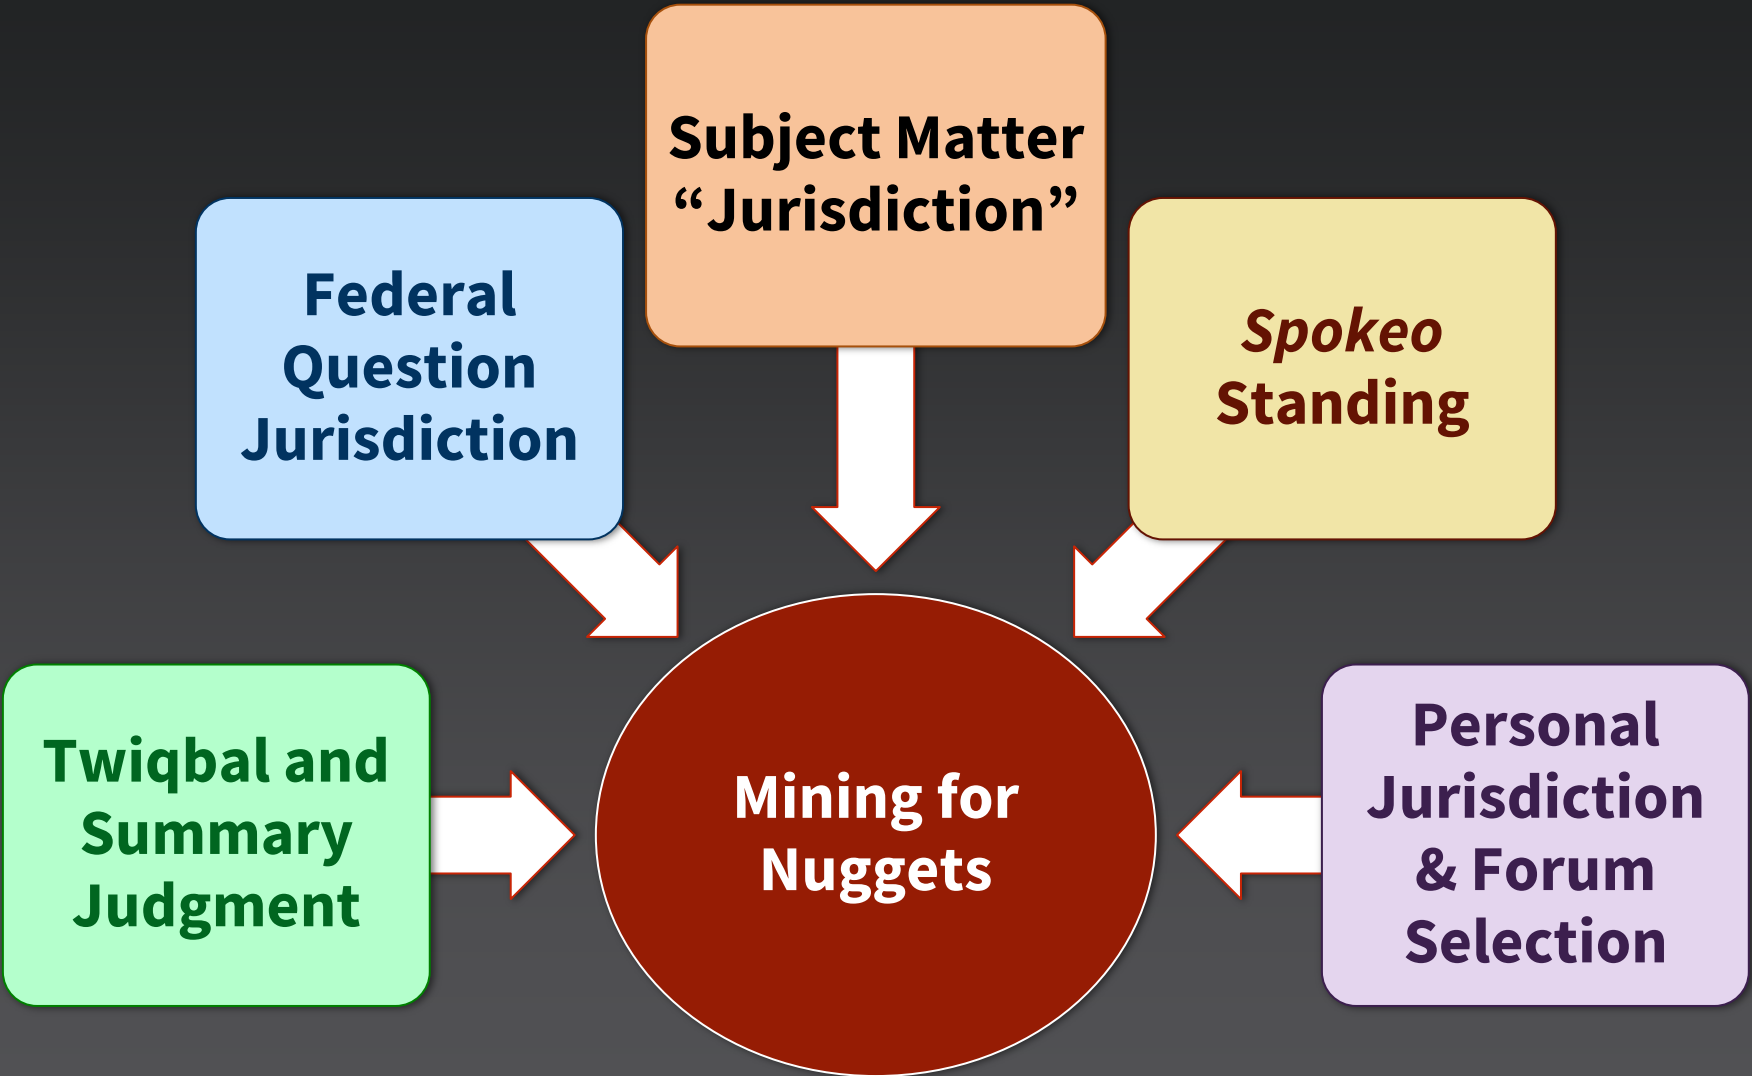 Subject Matter
“Jurisdiction”
Federal
Question
Jurisdiction
Spokeo
Standing
Twiqbal and
Summary
Judgment
Mining for
Nuggets
Personal
Jurisdiction
& Forum
Selection